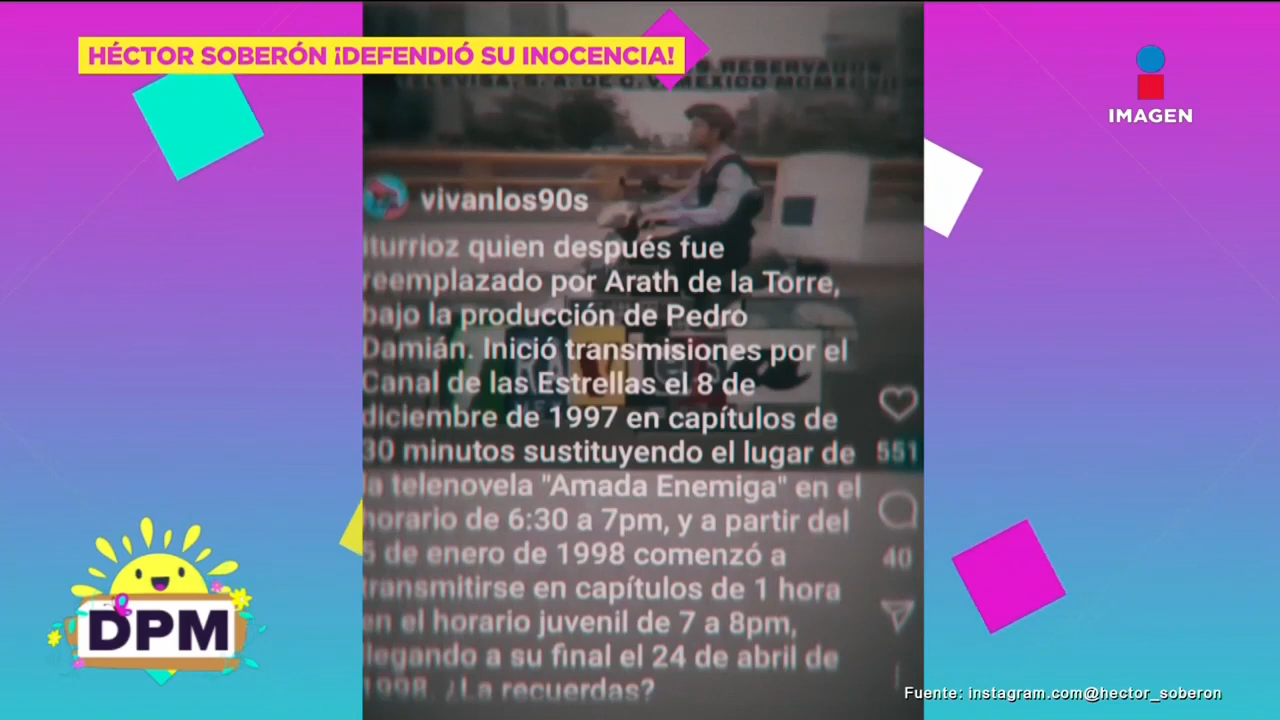 HÉCTOR SOBERÓN ¡DEFENDIÓ SU INOCENCIA!
IMAGEN
RESERVADOS
TELEVISA, S. A. DE C. V. MEXICO MCMXCVII
vivanlos90s
Iturrioz quien después fue
reemplazado por Arath de la Torre,
bajo la producción de Pedro
Damián. Inició transmisiones por el
Canal de las Estrellas el 8 de
diciembre de 1997 en capítulos de
30 minutos sustituyendo el lugar de
la telenovela "Amada Enemiga" en el
horario de 6:30 a 7pm, y a partir del
5 de enero de 1998 comenzó a
transmitirse en capítulos de 1 hora
en el horario juvenil de 7 a 8pm,
llegando a su final el 24 de abril de
1998. ¿La recuerdas?
551
40
DPM
Fuente: instagram.com@hector_soberon